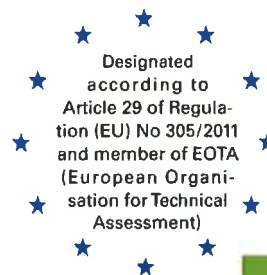 Designated
according to
Article 29 of Regula-
tion (EU) No 305/2011
and member of EOTA
(European Organi-
sation for Technical
Assessment)